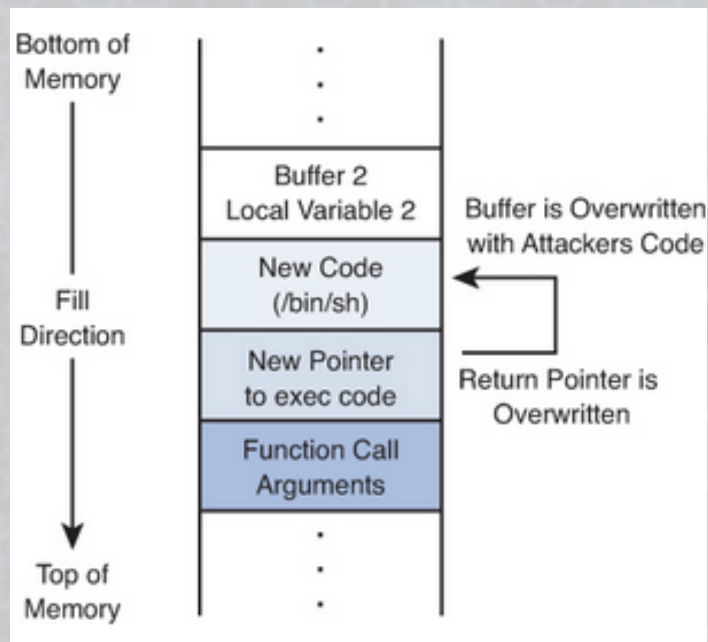 Bottom of
Memory
Buffer 2
Local Variable 2
Buffer is Overwritten
with Attackers Code
New Code
(/bin/sh)
Fill
Direction
New Pointer
to exec code
Return Pointer is
Overwritten
Function Call
Arguments
Top of
Memory